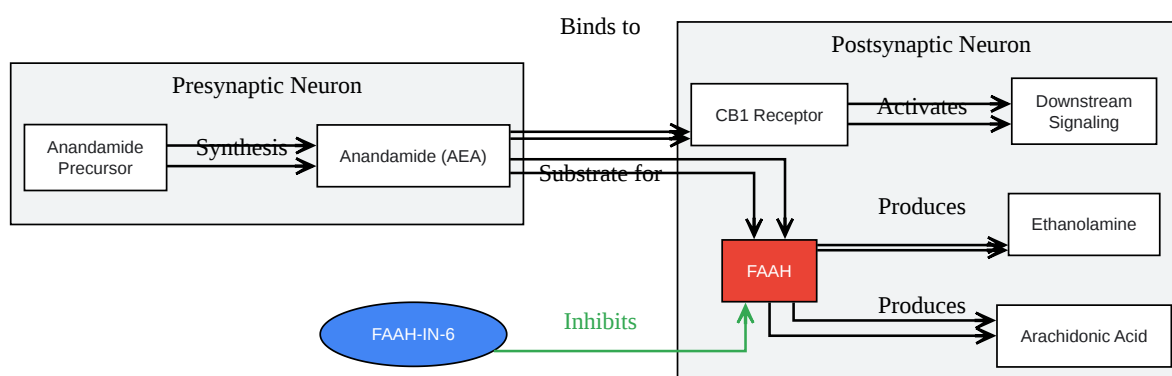 Binds to
Presynaptic Neuron
Anandamide
Precursor
Synthesis
Anandamide (AEA)
Substrate for
Postsynaptic Neuron
CB1 Receptor
Activates
Downstream
Signaling
FAAH
Produces
Ethanolamine
Produces
Arachidonic Acid
FAAH-IN-6
Inhibits